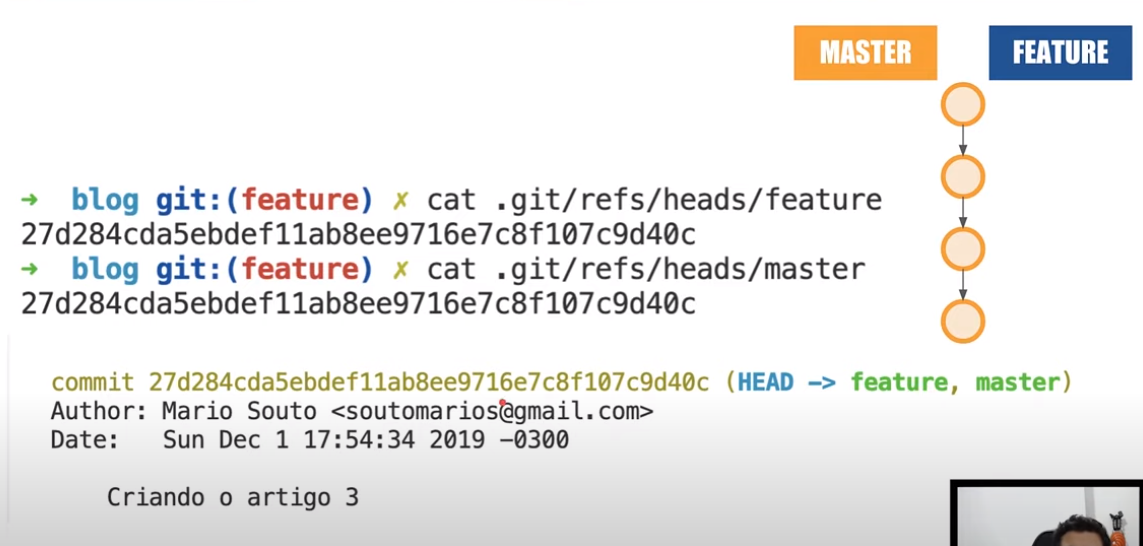 MASTER FEATURE
➜ blog git:(feature) ✗ cat .git/refs/heads/feature
27d284cda5ebdef11ab8ee9716e7c8f107c9d40c
➜ blog git:(feature) ✗ cat .git/refs/heads/master
27d284cda5ebdef11ab8ee9716e7c8f107c9d40c
commit 27d284cda5ebdef11ab8ee9716e7c8f107c9d40c (HEAD -> feature, master)
Author: Mario Souto <soutomarios@gmail.com>
Date: Sun Dec 1 17:54:34 2019 -0300
Criando o artigo 3